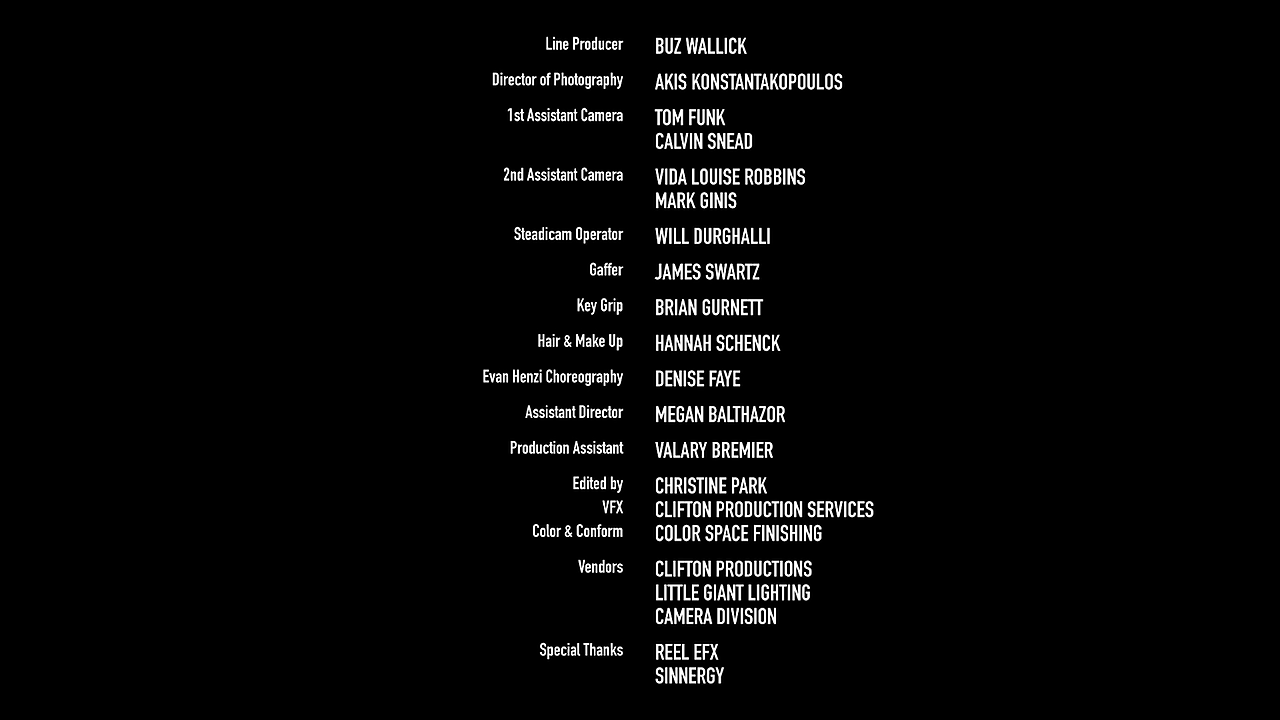 Line Producer BUZ WALLICK
Director of Photography AKIS KONSTANTAKOPOULOS
1st Assistant Camera TOM FUNK
CALVIN SNEAD
2nd Assistant Camera VIDA LOUISE ROBBINS
MARK GINIS
Steadicam Operator WILL DURGHALLI
Gaffer JAMES SWARTZ
Key Grip BRIAN GURNETT
Hair & Make Up HANNAH SCHENCK
Evan Henzi Choreography DENISE FAYE
Assistant Director MEGAN BALTHAZOR
Production Assistant VALARY BREMIER
Edited by CHRISTINE PARK
VFX CLIFTON PRODUCTION SERVICES
Color & Conform COLOR SPACE FINISHING
Vendors CLIFTON PRODUCTIONS
LITTLE GIANT LIGHTING
CAMERA DIVISION
Special Thanks REEL EFX
SINNERGY